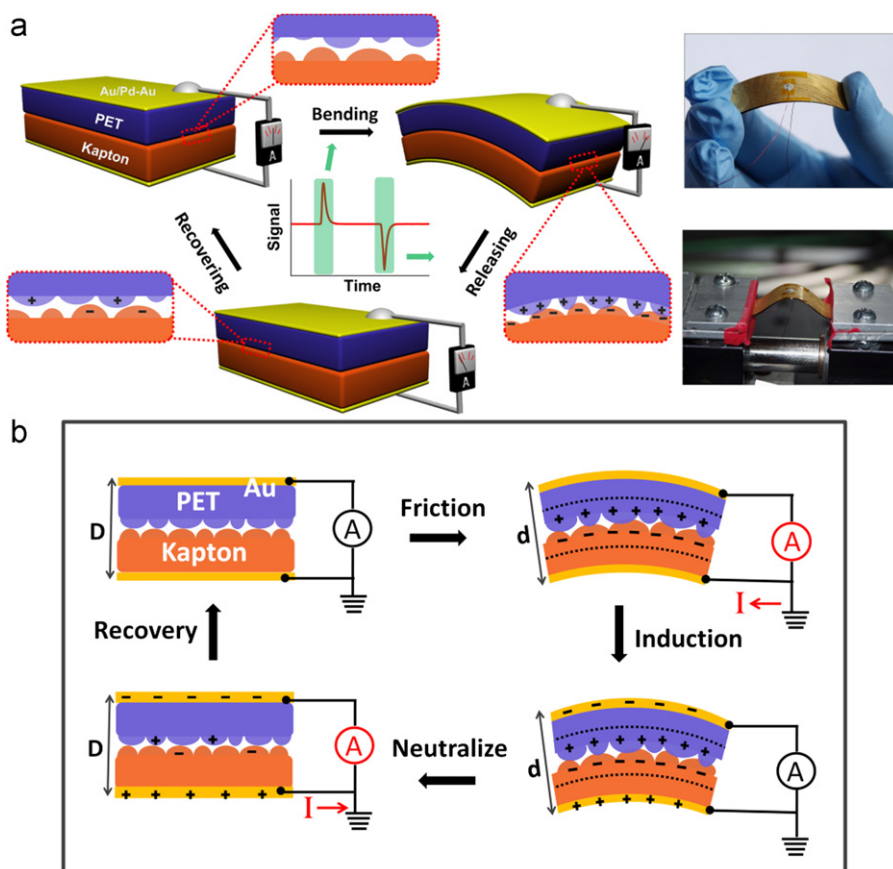 a
Au/Pd-Au
PET
Kapton
A
Bending
A
Signal
Time
Recovering
Releasing
+ +
- -
A
+ + + + + +
- - - - - -
b
D
PET
Au
Kapton
A
Friction
d
+ + + + + + +
- - - - - - -
A
I
Recovery
Induction
D
- - - - -
+ +
- -
+ + + + +
A
I
Neutralize
d
- - - - -
+ + + + + + +
- - - - - - -
+ + + + +
A